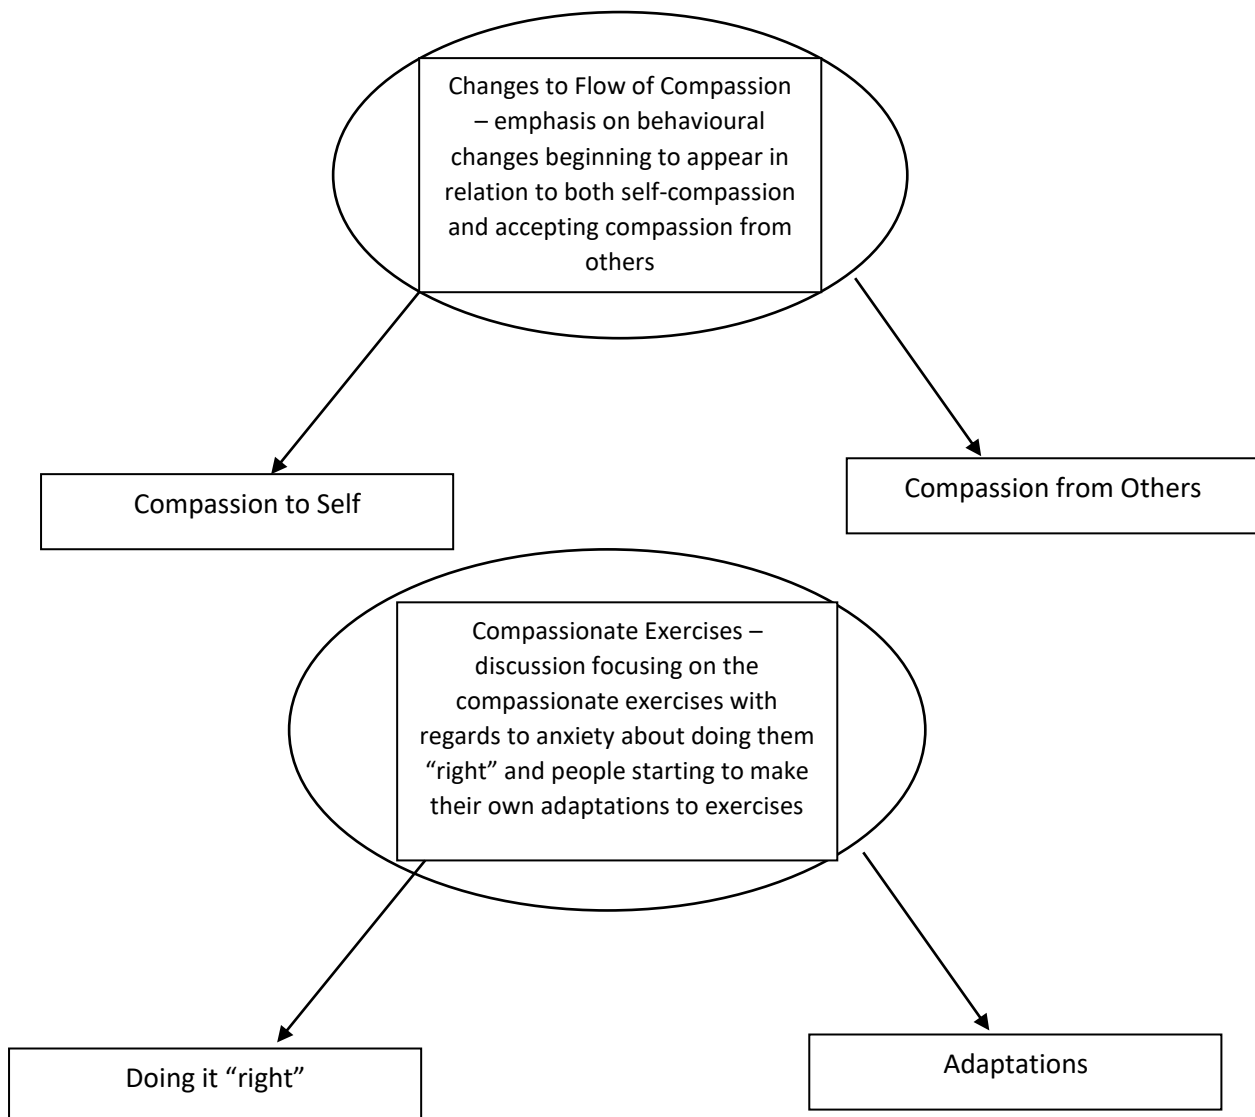 Changes to Flow of Compassion
– emphasis on behavioural
changes beginning to appear in
relation to both self-compassion
and accepting compassion from
others
Compassion to Self
Compassion from Others
Compassionate Exercises –
discussion focusing on the
compassionate exercises with
regards to anxiety about doing them
“right” and people starting to make
their own adaptations to exercises
Doing it “right”
Adaptations